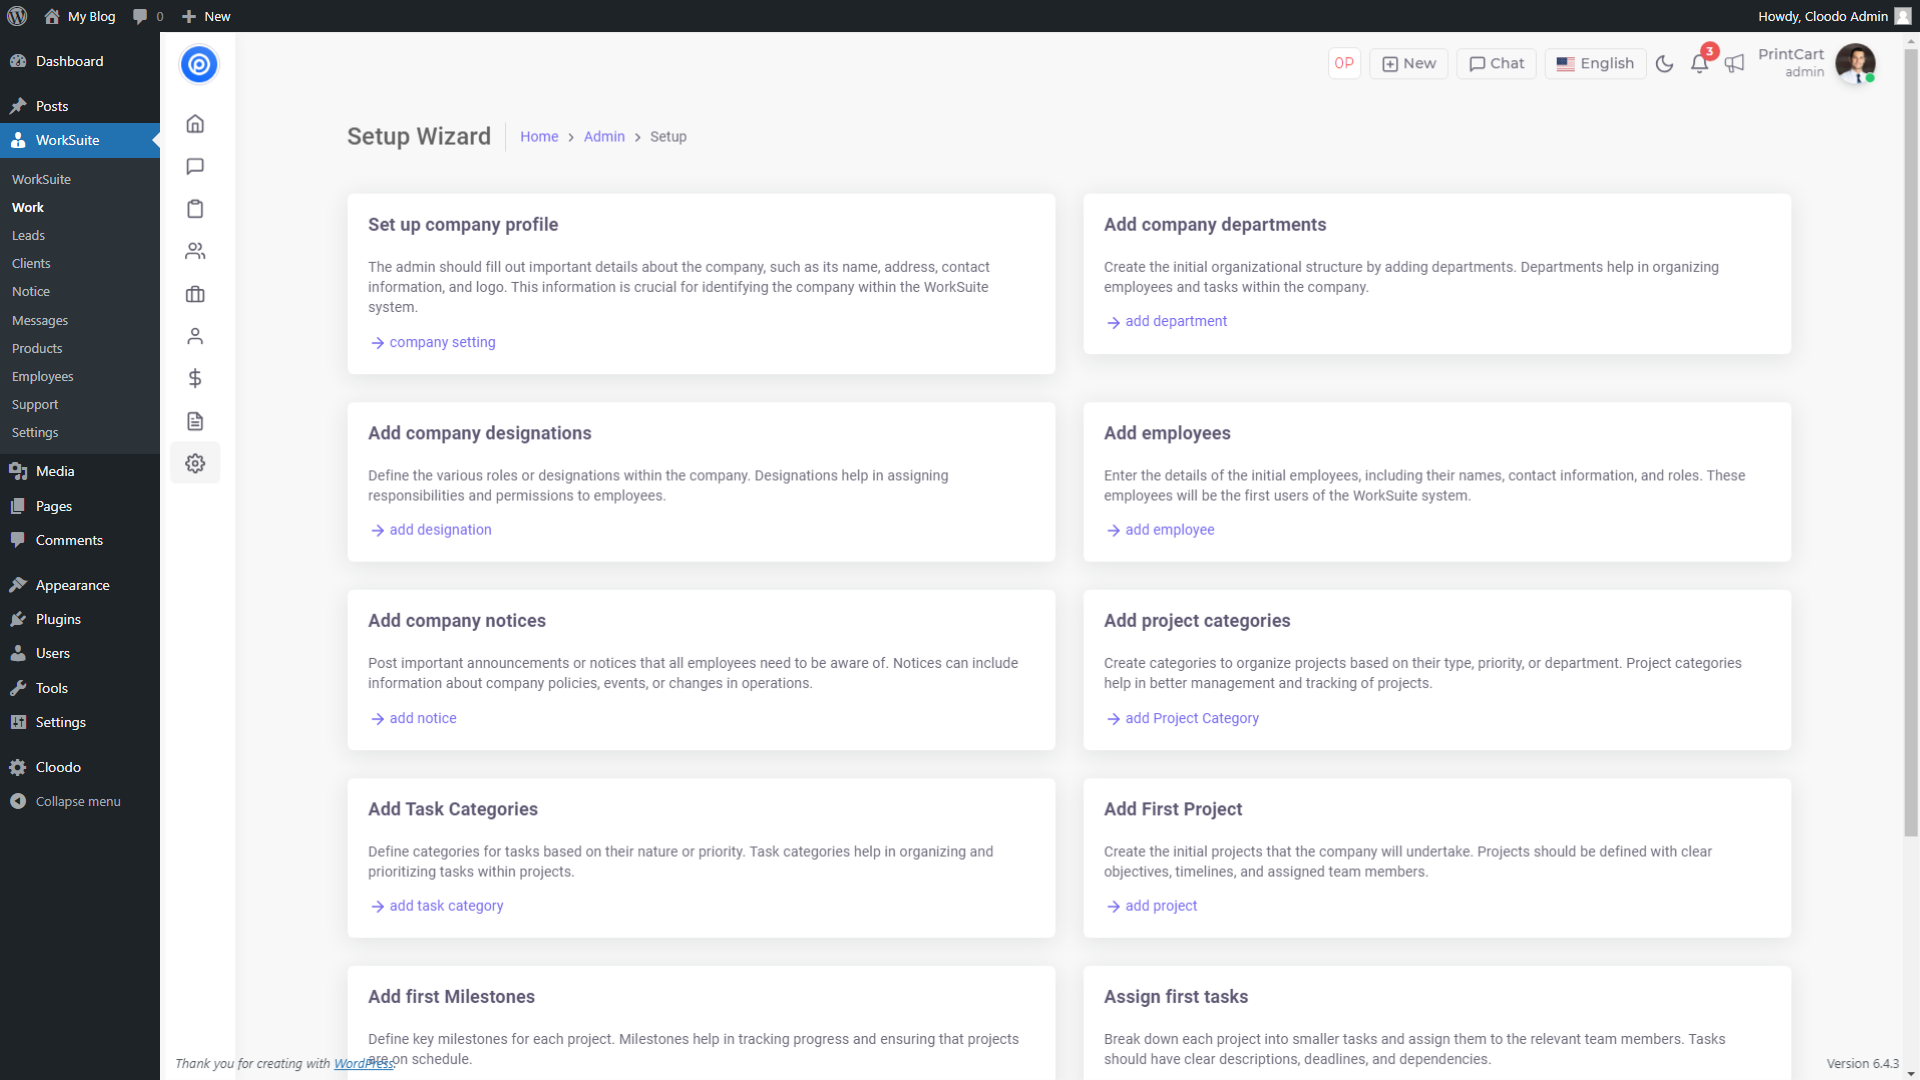 My Blog
0
New
Howdy, Cloodo Admin
Dashboard
Posts
WorkSuite
WorkSuite
Work
Leads
Clients
Notice
Messages
Products
Employees
Support
Settings
Media
Pages
Comments
Appearance
Plugins
Users
Tools
Settings
Cloodo
Collapse menu
0P
New
Chat
English
3
PrintCart
admin
Setup Wizard
Home > Admin > Setup
Set up company profile
The admin should fill out important details about the company, such as its name, address, contact
information, and logo. This information is crucial for identifying the company within the WorkSuite
system.
company setting
Add company departments
Create the initial organizational structure by adding departments. Departments help in organizing
employees and tasks within the company.
add department
Add company designations
Define the various roles or designations within the company. Designations help in assigning
responsibilities and permissions to employees.
add designation
Add employees
Enter the details of the initial employees, including their names, contact information, and roles. These
employees will be the first users of the WorkSuite system.
add employee
Add company notices
Post important announcements or notices that all employees need to be aware of. Notices can include
information about company policies, events, or changes in operations.
add notice
Add project categories
Create categories to organize projects based on their type, priority, or department. Project categories
help in better management and tracking of projects.
add Project Category
Add Task Categories
Define categories for tasks based on their nature or priority. Task categories help in organizing and
prioritizing tasks within projects.
add task category
Add First Project
Create the initial projects that the company will undertake. Projects should be defined with clear
objectives, timelines, and assigned team members.
add project
Add first Milestones
Define key milestones for each project. Milestones help in tracking progress and ensuring that projects
are on schedule.
Assign first tasks
Break down each project into smaller tasks and assign them to the relevant team members. Tasks
should have clear descriptions, deadlines, and dependencies.
Thank you for creating with WordPress.
Version 6.4.3